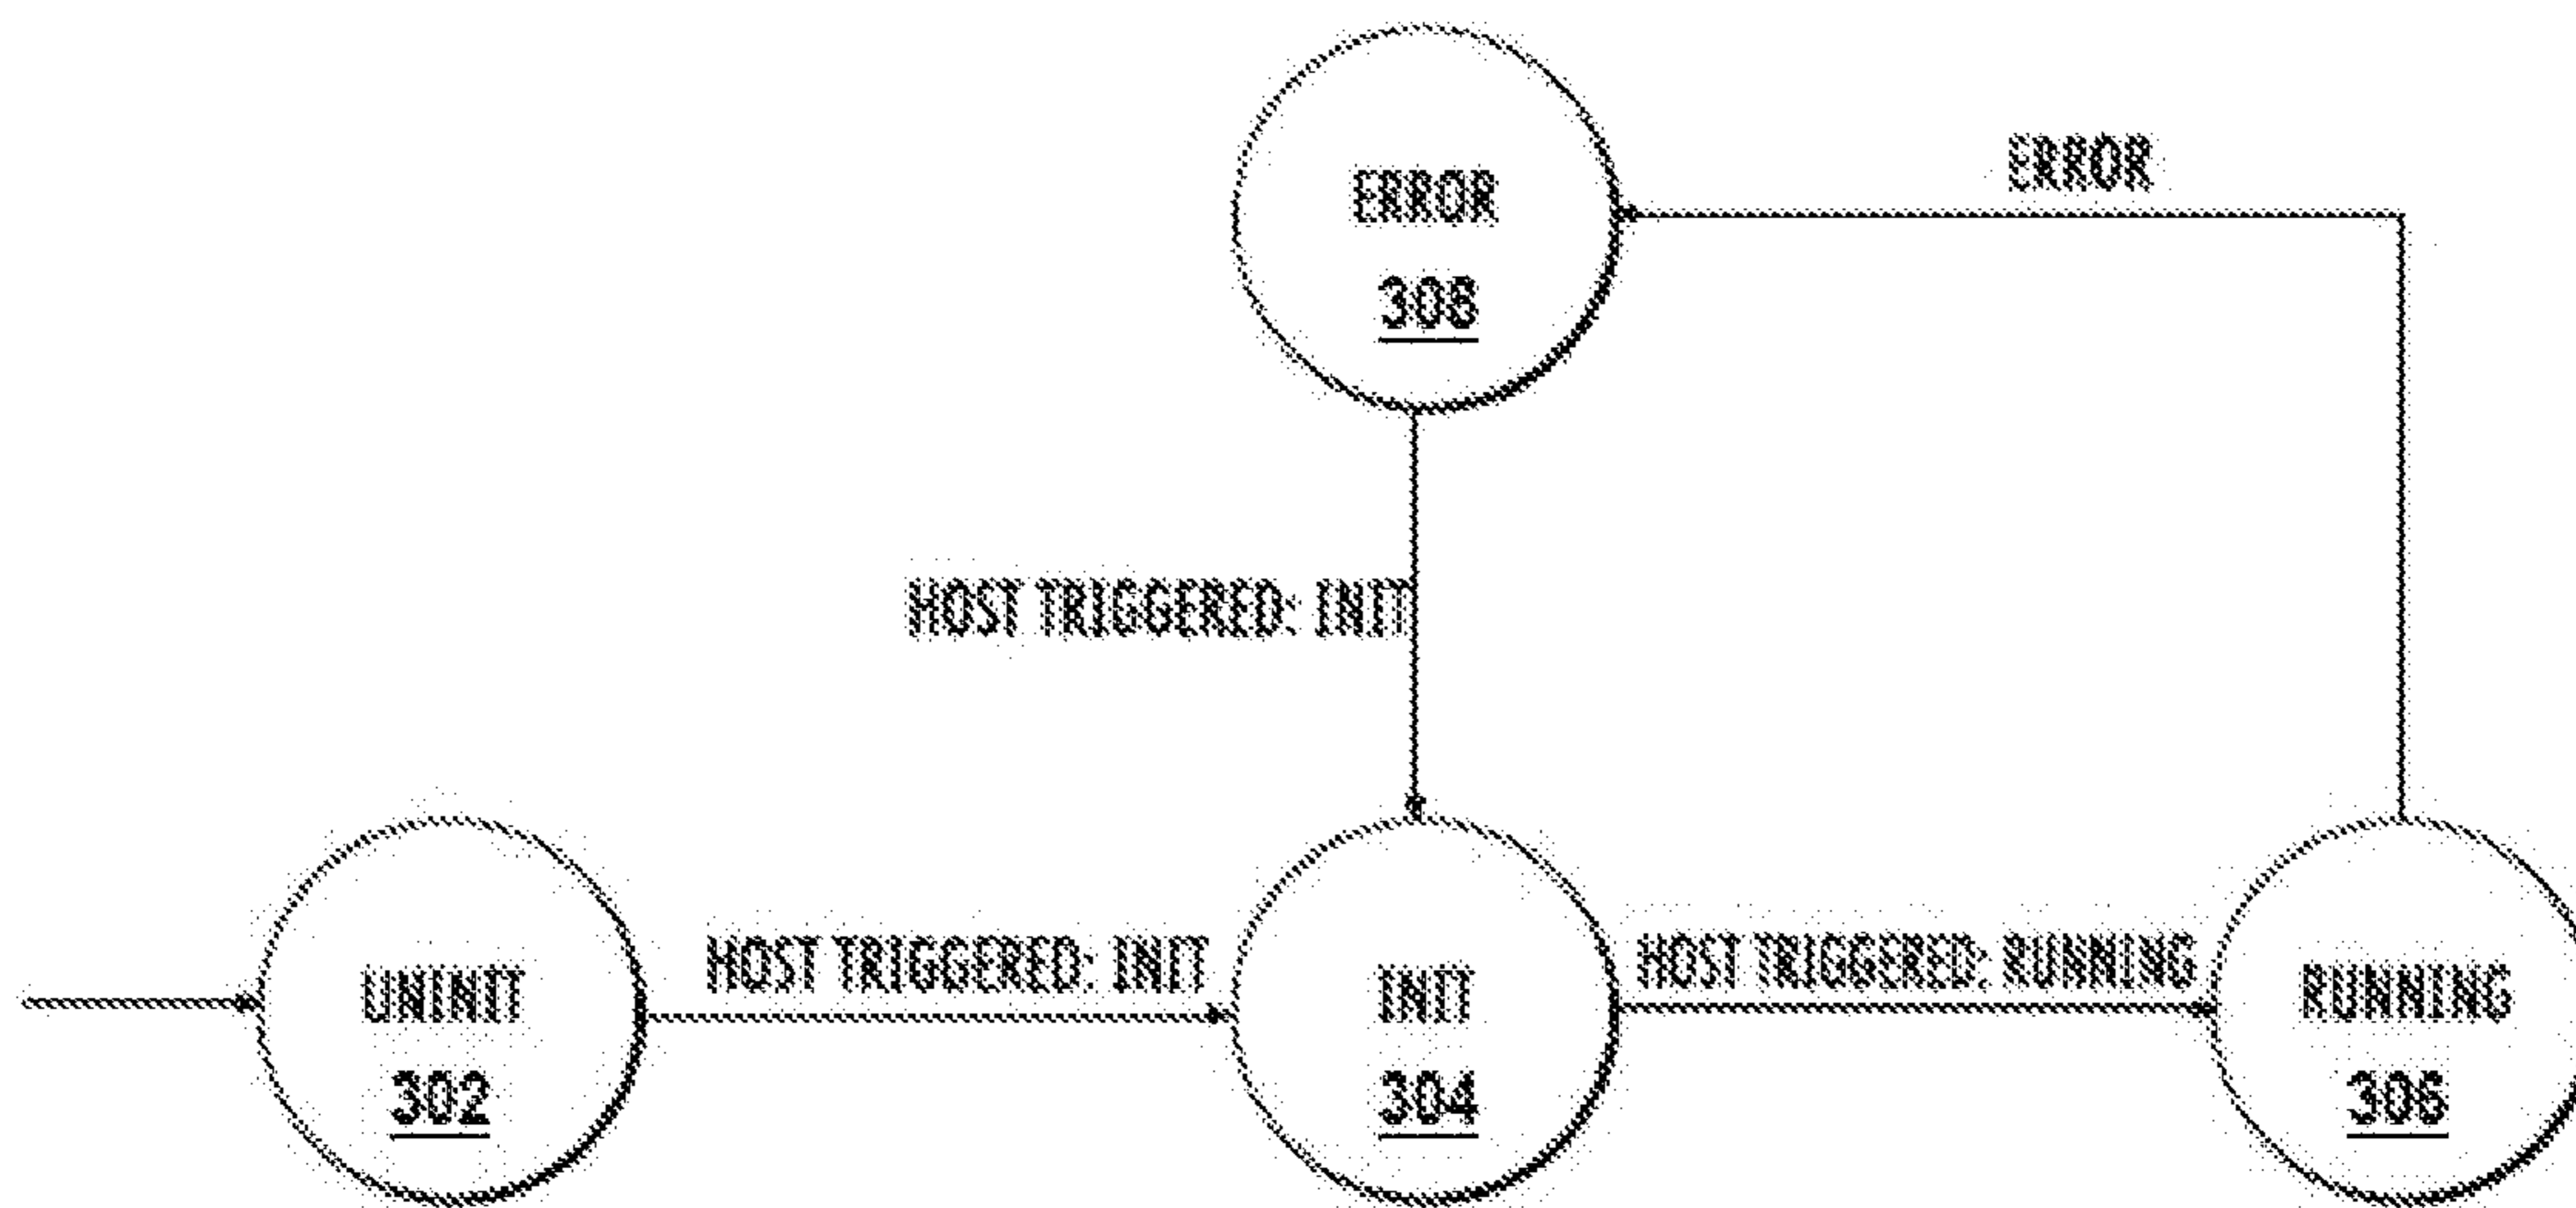 ERROR
308
ERROR
HOST TRIGGERED: INIT
UNINIT
302
HOST TRIGGERED: INIT
INIT
304
HOST TRIGGERED: RUNNING
RUNNING
306